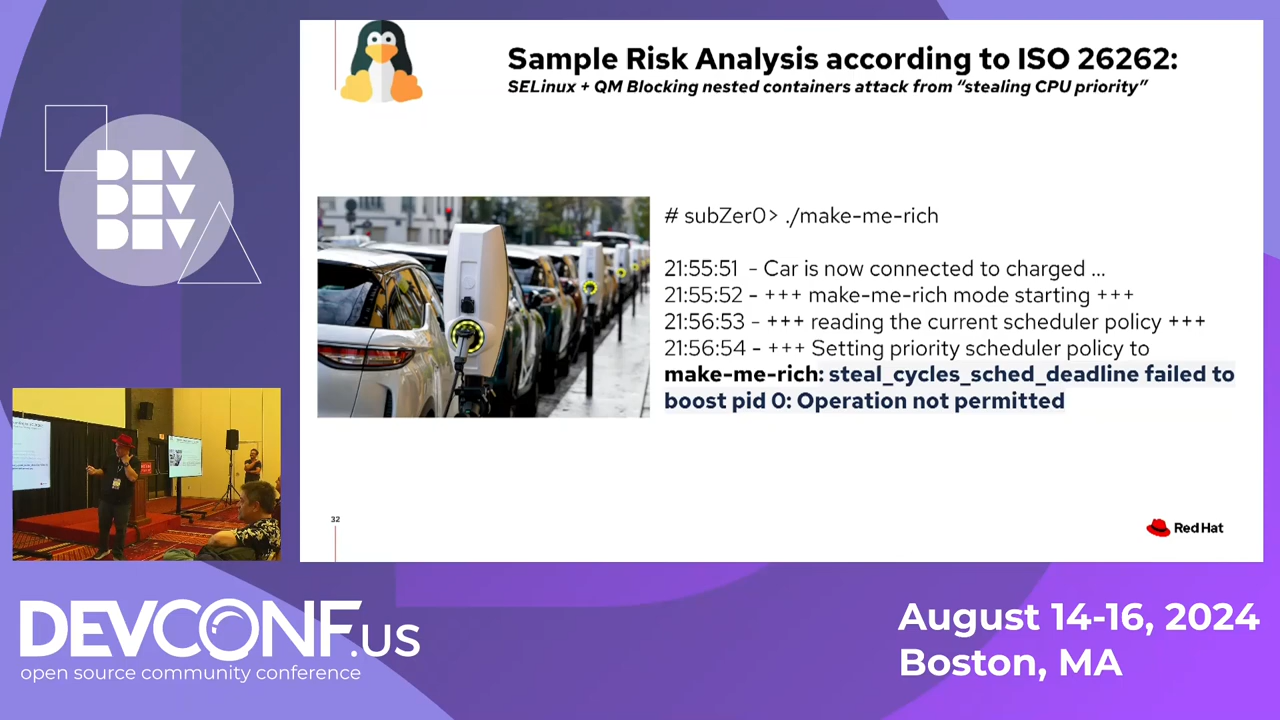 Sample Risk Analysis according to ISO 26262:
SELinux + QM Blocking nested containers attack from “stealing CPU priority”
DEV
DEV
DEV
# subZer0> ./make-me-rich
21:55:51 - Car is now connected to charged ...
21:55:52 - +++ make-me-rich mode starting +++
21:56:53 - +++ reading the current scheduler policy +++
21:56:54 - +++ Setting priority scheduler policy to
make-me-rich: steal_cycles_sched_deadline failed to
boost pid 0: Operation not permitted
32
Red Hat
DEVCONF.US
open source community conference
August 14-16, 2024
Boston, MA